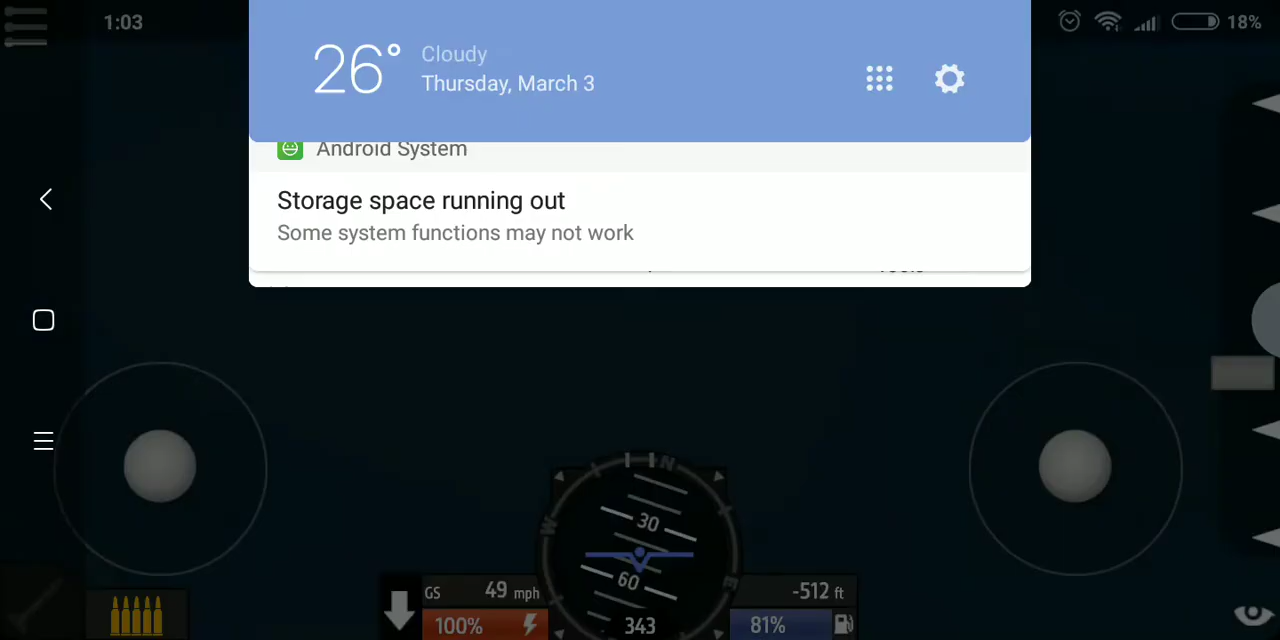 1:03
18%
26°
Cloudy
Thursday, March 3
Android System
Storage space running out
Some system functions may not work
N
W
E
30
60
GS 49 mph
-512 ft
100%
343
81%